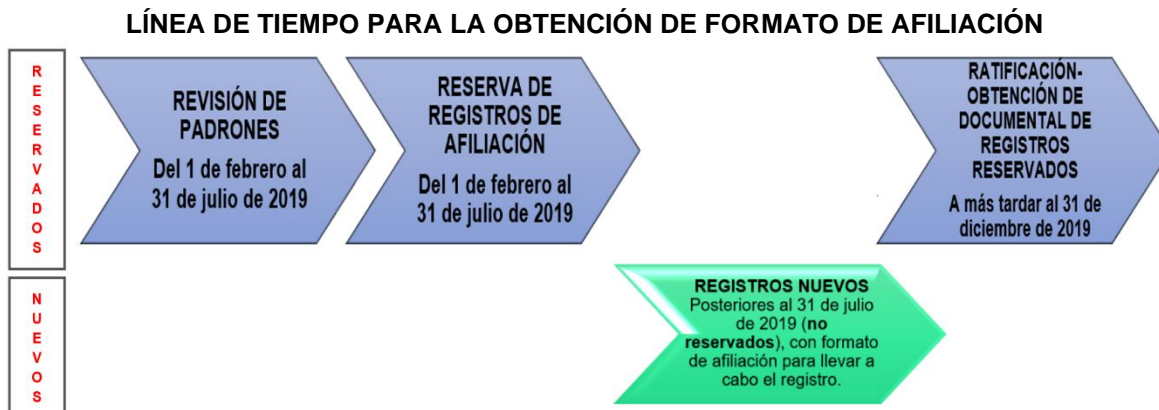 LÍNEA DE TIEMPO PARA LA OBTENCIÓN DE FORMATO DE AFILIACIÓN
RESERVADOS
REVISIÓN DE
PADRONES
Del 1 de febrero al
31 de julio de 2019
RESERVA DE
REGISTROS DE
AFILIACIÓN
Del 1 de febrero al
31 de julio de 2019
RATIFICACIÓN-
OBTENCIÓN DE
DOCUMENTAL DE
REGISTROS
RESERVADOS
A más tardar al 31 de
diciembre de 2019
NUEVOS
REGISTROS NUEVOS
Posteriores al 31 de julio
de 2019 (no
reservados), con formato
de afiliación para llevar a
cabo el registro.